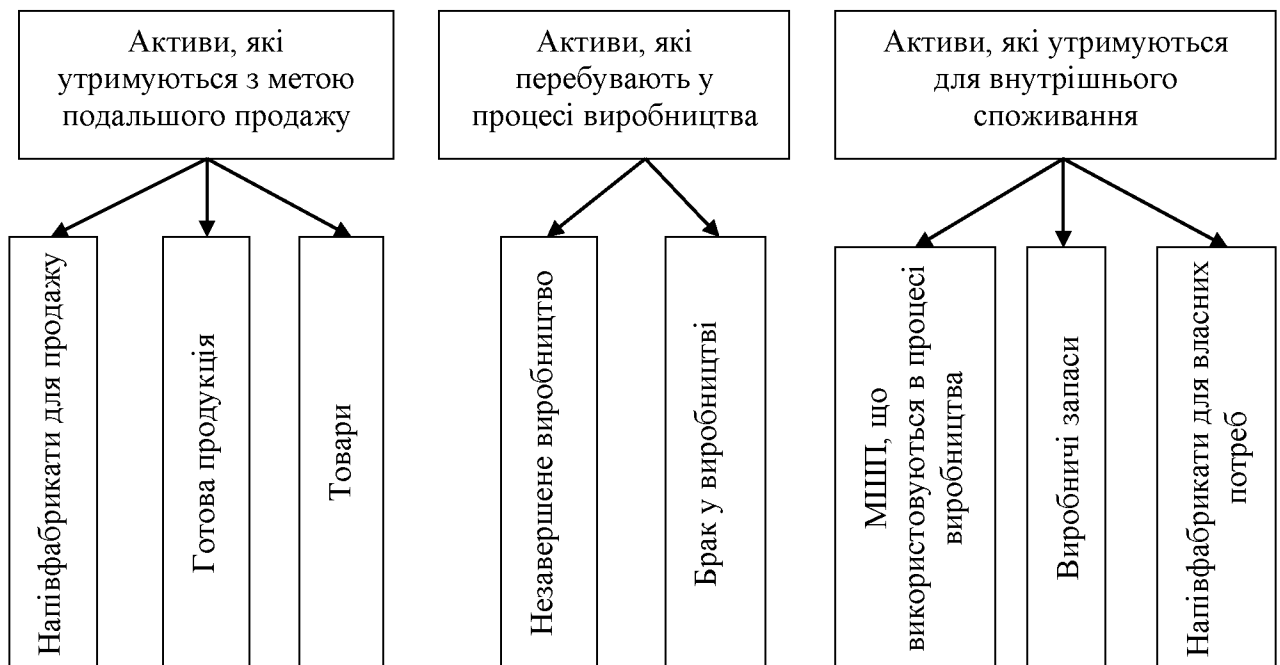 Активи, які
утримуються з метою
подальшого продажу
Активи, які
перебувають у
процесі виробництва
Активи, які утримуються
для внутрішнього
споживання
Напівфабрикати для продажу
Готова продукція
Товари
Незавершене виробництво
Брак у виробництві
МШП, що
використовуються в процесі
виробництва
Виробничі запаси
Напівфабрикати для власних
потреб